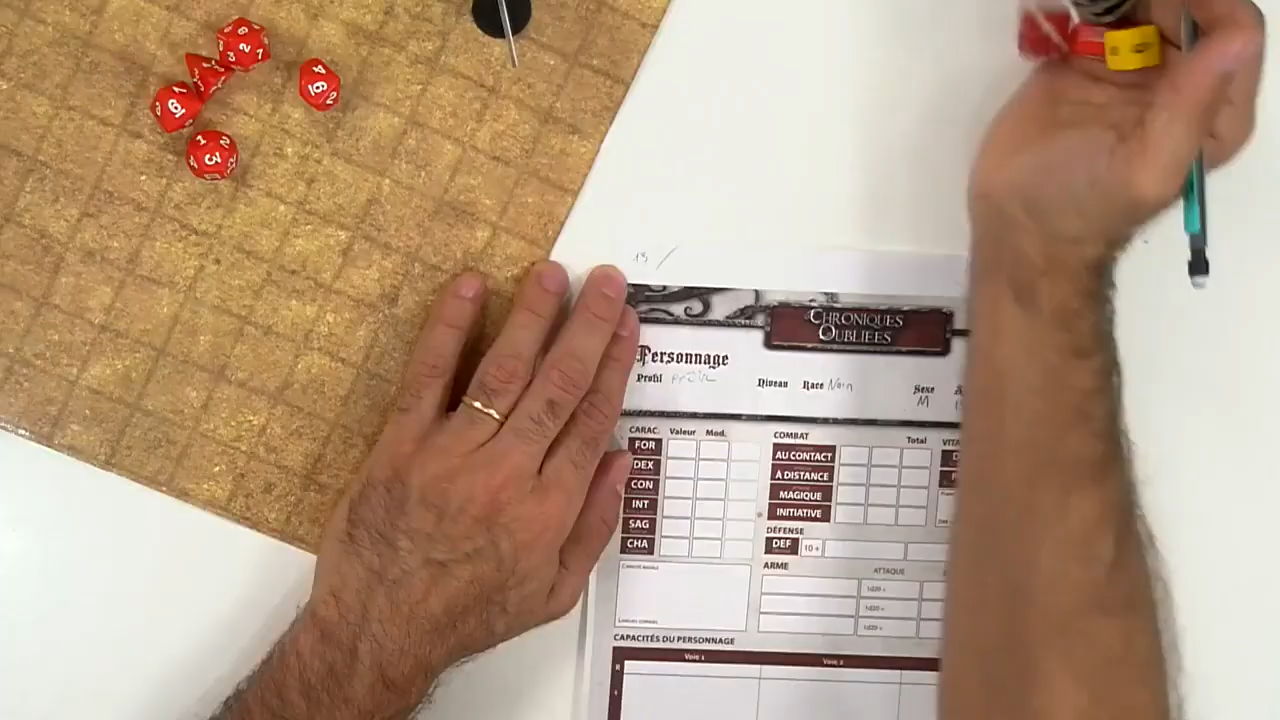 13 /
CHRONIQUES
OUBLIEES
Personnage
Profil Niveau Race Nain Sexe
M
CARAC. Valeur Mod.
FOR
DEX
CON
INT
SAG
CHA
COMBAT Total
AU CONTACT
À DISTANCE
MAGIQUE
INITIATIVE
DÉFENSE
DEF 10+
ARME ATTAQUE
1d20 +
1d20 +
1d20 +
CAPACITÉS DU PERSONNAGE
Voie 1 Voie 2